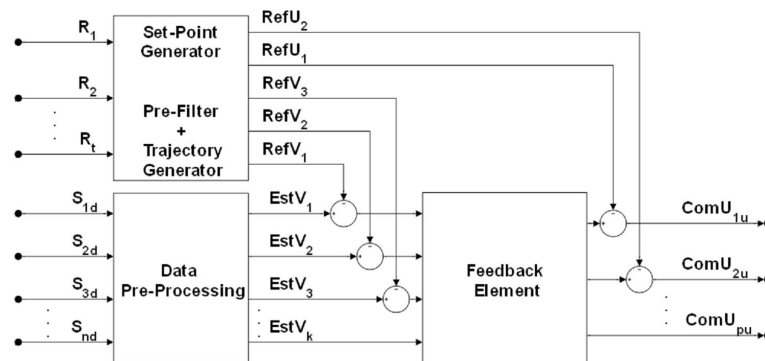 R1
R2
Rt
Set-Point
Generator
Pre-Filter
+
Trajectory
Generator
RefU2
RefU1
RefV3
RefV2
RefV1
S1d
S2d
S3d
Snd
Data
Pre-Processing
EstV1
EstV2
EstV3
EstVk
Feedback
Element
ComU1u
ComU2u
ComUpu